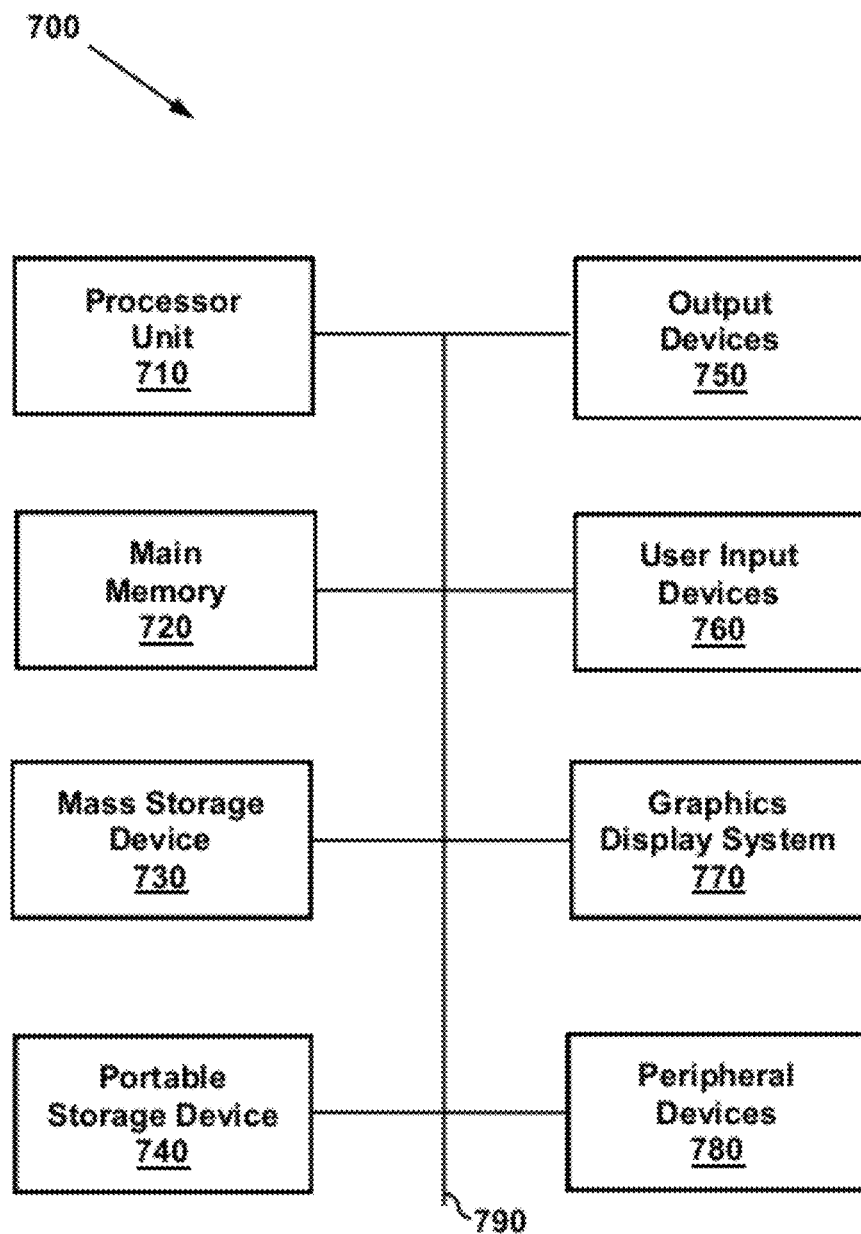 700
Processor
Unit
710
Output
Devices
750
Main
Memory
720
User Input
Devices
760
Mass Storage
Device
730
Graphics
Display System
770
Portable
Storage Device
740
Peripheral
Devices
780
790